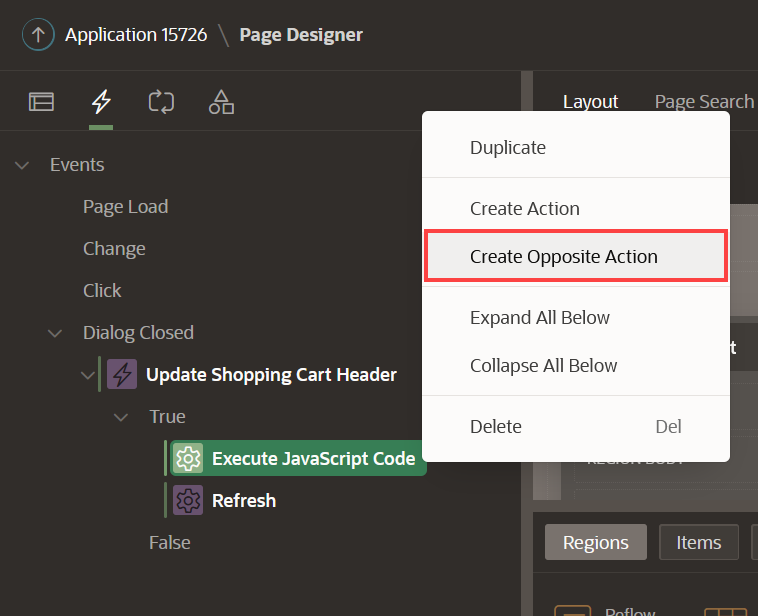 Application 15726 \ Page Designer
Layout Page Search
Events
Page Load
Change
Click
Dialog Closed
Update Shopping Cart Header
True
Execute JavaScript Code
Refresh
False
Duplicate
Create Action
Create Opposite Action
Expand All Below
Collapse All Below
Delete Del
t
REGION BODY
Regions Items
Reflow